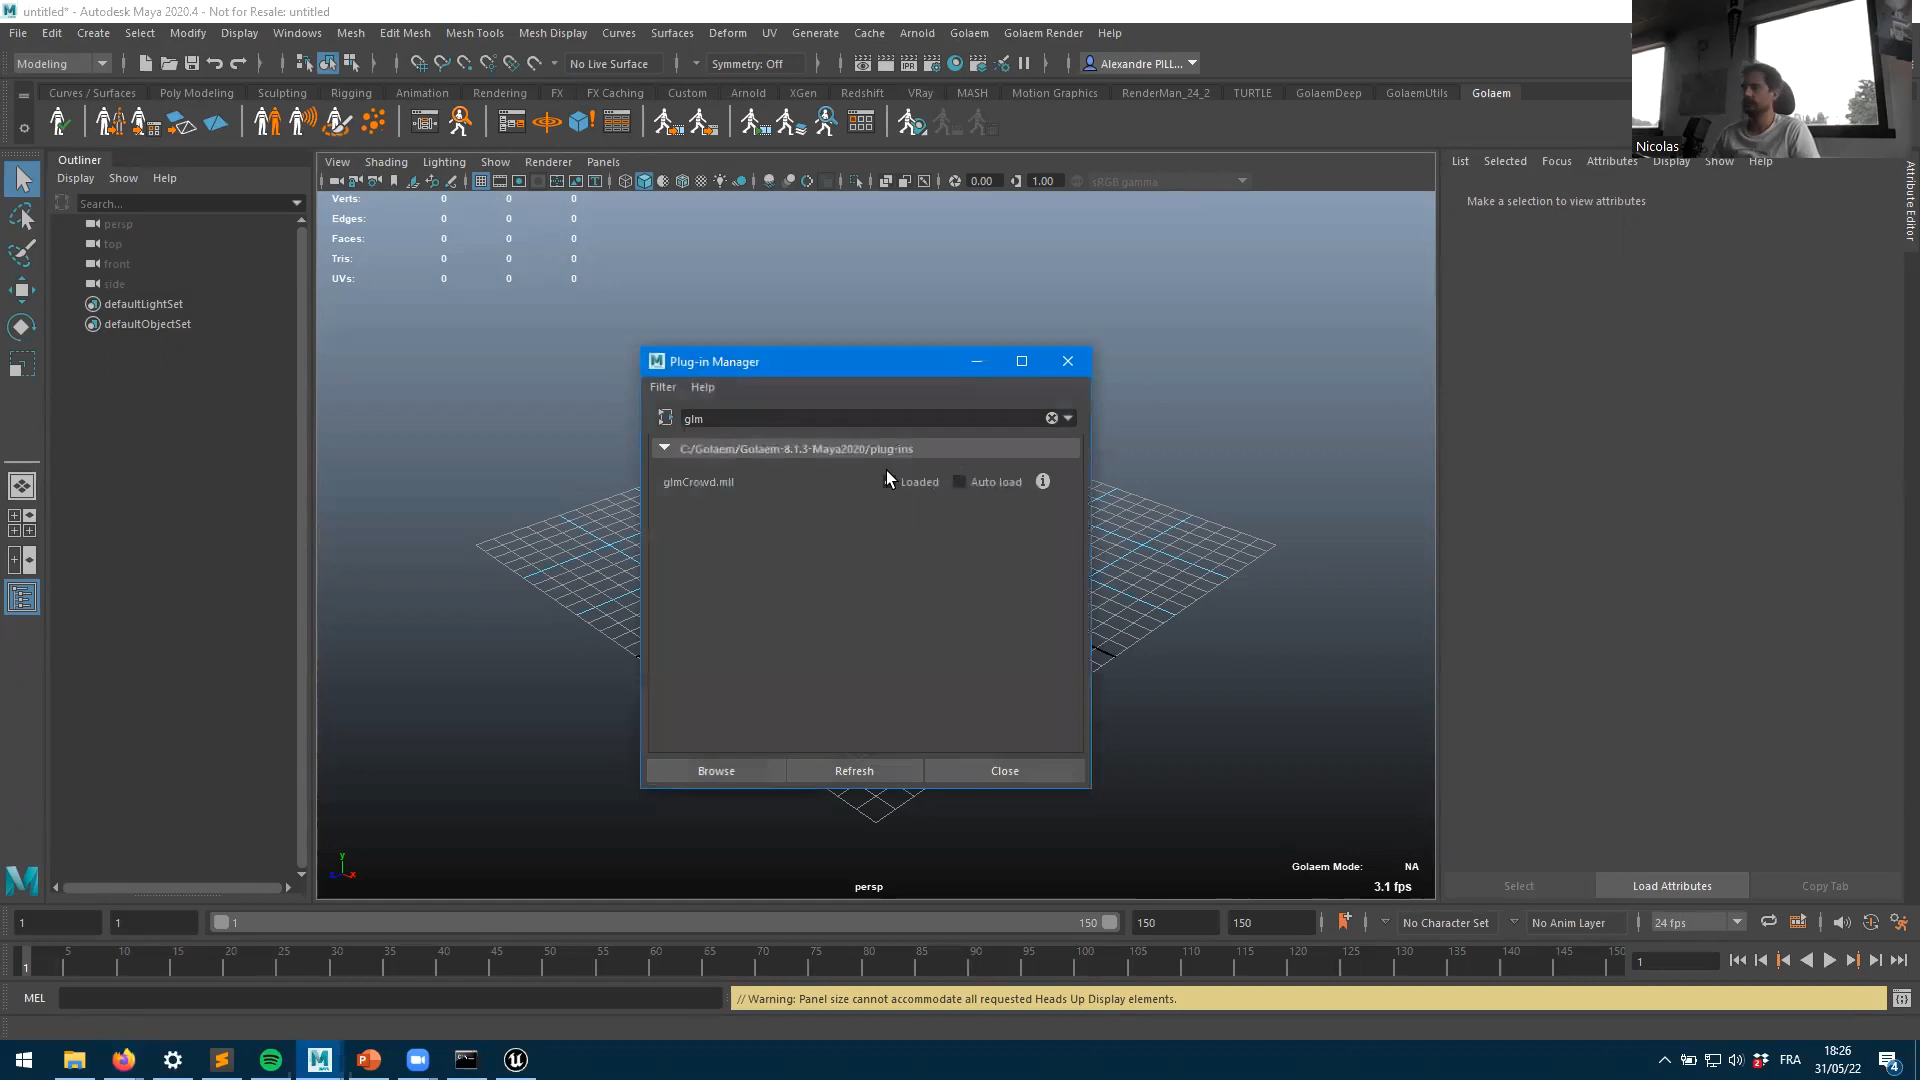 untitled* - Autodesk Maya 2020.4 - Not for Resale: untitled
File Edit Create Select Modify Display Windows Mesh Edit Mesh Mesh Tools Mesh Display Curves Surfaces Deform UV Generate Cache Arnold Golaem Golaem Render Help
Modeling No Live Surface Symmetry: Off Alexandre PILL...
Curves / Surfaces Poly Modeling Sculpting Rigging Animation Rendering FX FX Caching Custom Arnold XGen Redshift VRay MASH Motion Graphics RenderMan_24_2 TURTLE GolaemDeep GolaemUtils Golaem
Nicolas
Outliner
Display Show Help
Search...
persp
top
front
side
defaultLightSet
defaultObjectSet
View Shading Lighting Show Renderer Panels
0.00 1.00 sRGB gamma
Verts: 0 0 0
Edges: 0 0 0
Faces: 0 0 0
Tris: 0 0 0
UVs: 0 0 0
Plug-in Manager
Filter Help
glm
C:/Golaem/Golaem-8.1.3-Maya2020/plug-ins
glmCrowd.mll Loaded Auto load
Browse Refresh Close
y
z x
persp
Golaem Mode: NA
3.1 fps
List Selected Focus Attributes Display Show Help
Make a selection to view attributes
Attribute Editor
Select Load Attributes Copy Tab
1 1 1 150 150 150 No Character Set No Anim Layer 24 fps
1 5 10 15 20 25 30 35 40 45 50 55 60 65 70 75 80 85 90 95 100 105 110 115 120 125 130 135 140 145 150 1
MEL // Warning: Panel size cannot accommodate all requested Heads Up Display elements.
MAYA
FRA
18:26
31/05/22
2
4